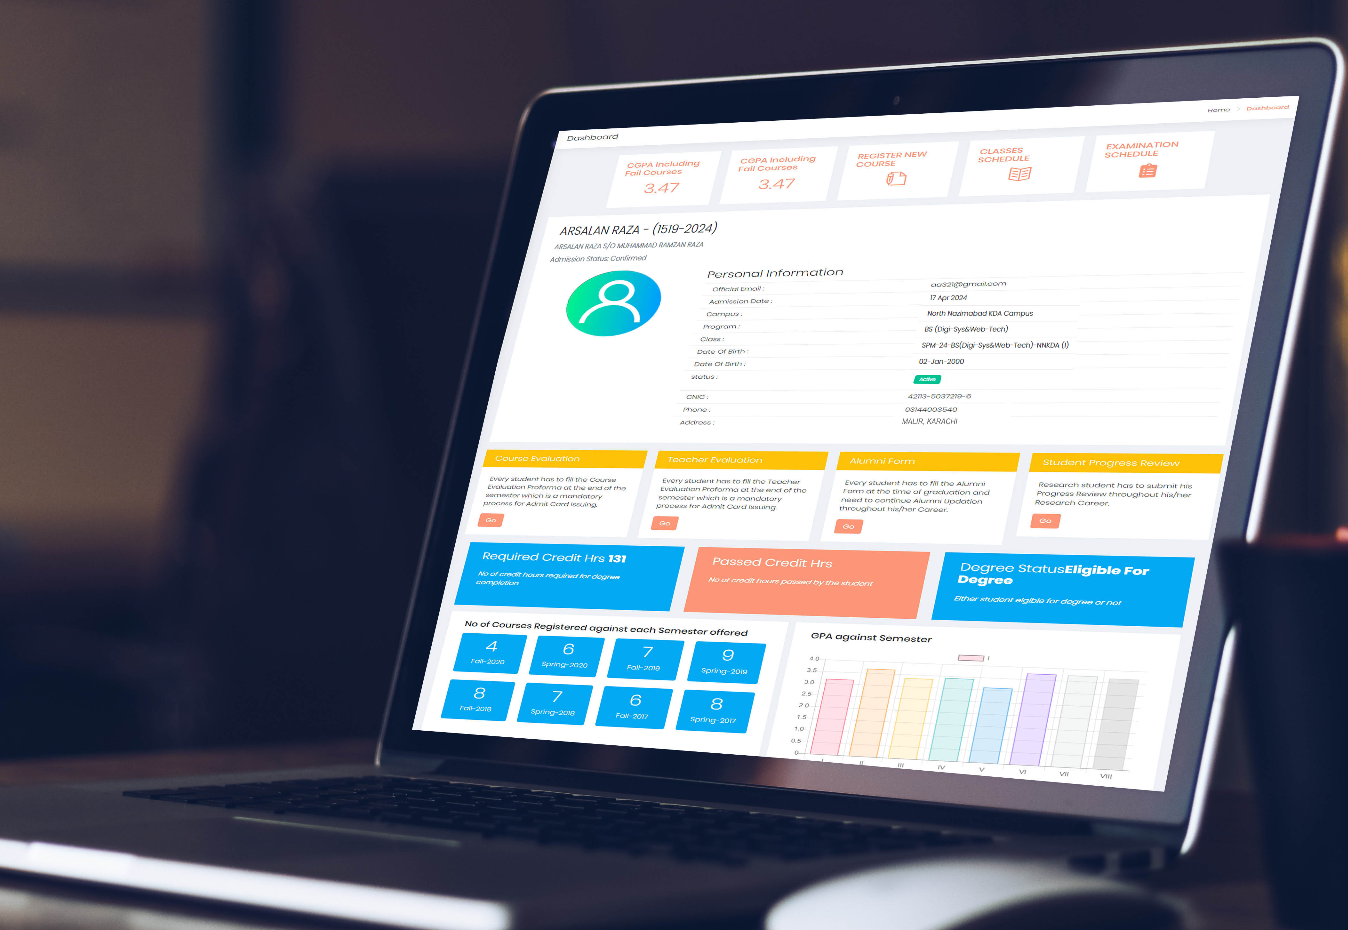 Dashboard
Home > Dashboard
CGPA Including
Fail Courses
3.47
CGPA Including
Fail Courses
3.47
REGISTER NEW
COURSE
CLASSES
SCHEDULE
EXAMINATION
SCHEDULE
ARSALAN RAZA - (1519-2024)
ARSALAN RAZA S/O MUHAMMAD RAMZAN RAZA
Admission Status: Confirmed
Personal Information
Official Email : aa321@gmail.com
Admission Date : 17 Apr 2024
Campus : North Nazimabad KDA Campus
Program : BS (Digi-Sys&Web-Tech)
Class : SPM-24-BS(Digi-Sys&Web-Tech)-NNKDA (1)
Date Of Birth : 02-Jan-2000
Date Of Birth :
status : Active
CNIC : 42113-5037219-6
Phone : 03144003540
Address : MALIR, KARACHI
Course Evaluation
Every student has to fill the Course
Evaluation Proforma at the end of the
semester which is a mandatory
process for Admit Card Issuing.
Go
Teacher Evaluation
Every student has to fill the Teacher
Evaluation Proforma at the end of the
semester which is a mandatory
process for Admit Card Issuing.
Go
Alumni Form
Every student has to fill the Alumni
Form at the time of graduation and
need to continue Alumni Updation
throughout his/her Career.
Go
Student Progress Review
Research student has to submit his
Progress Review throughout his/her
Research Career.
Go
Required Credit Hrs 131
No of credit hours required for degree
completion
Passed Credit Hrs
No of credit hours passed by the student
Degree StatusEligible For
Degree
Either student elgible for degree or not
No of Courses Registered against each Semester offered
4
Fall-2020
6
Spring-2020
7
Fall-2019
9
Spring-2019
8
Fall-2018
7
Spring-2018
6
Fall-2017
8
Spring-2017
GPA against Semester
I
4.0
3.5
3.0
2.5
2.0
1.5
1.0
0.5
0
I II III IV V VI VII VIII